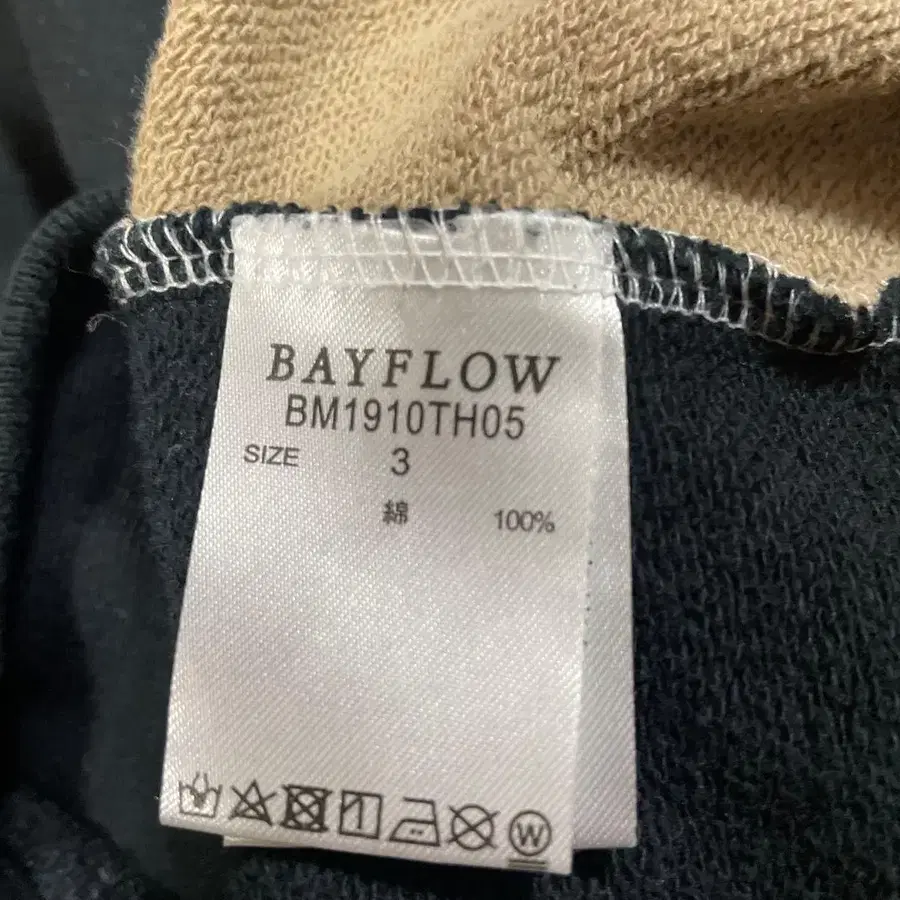 BAYFLOW
BM1910TH05
SIZE 3
綿 100%
W